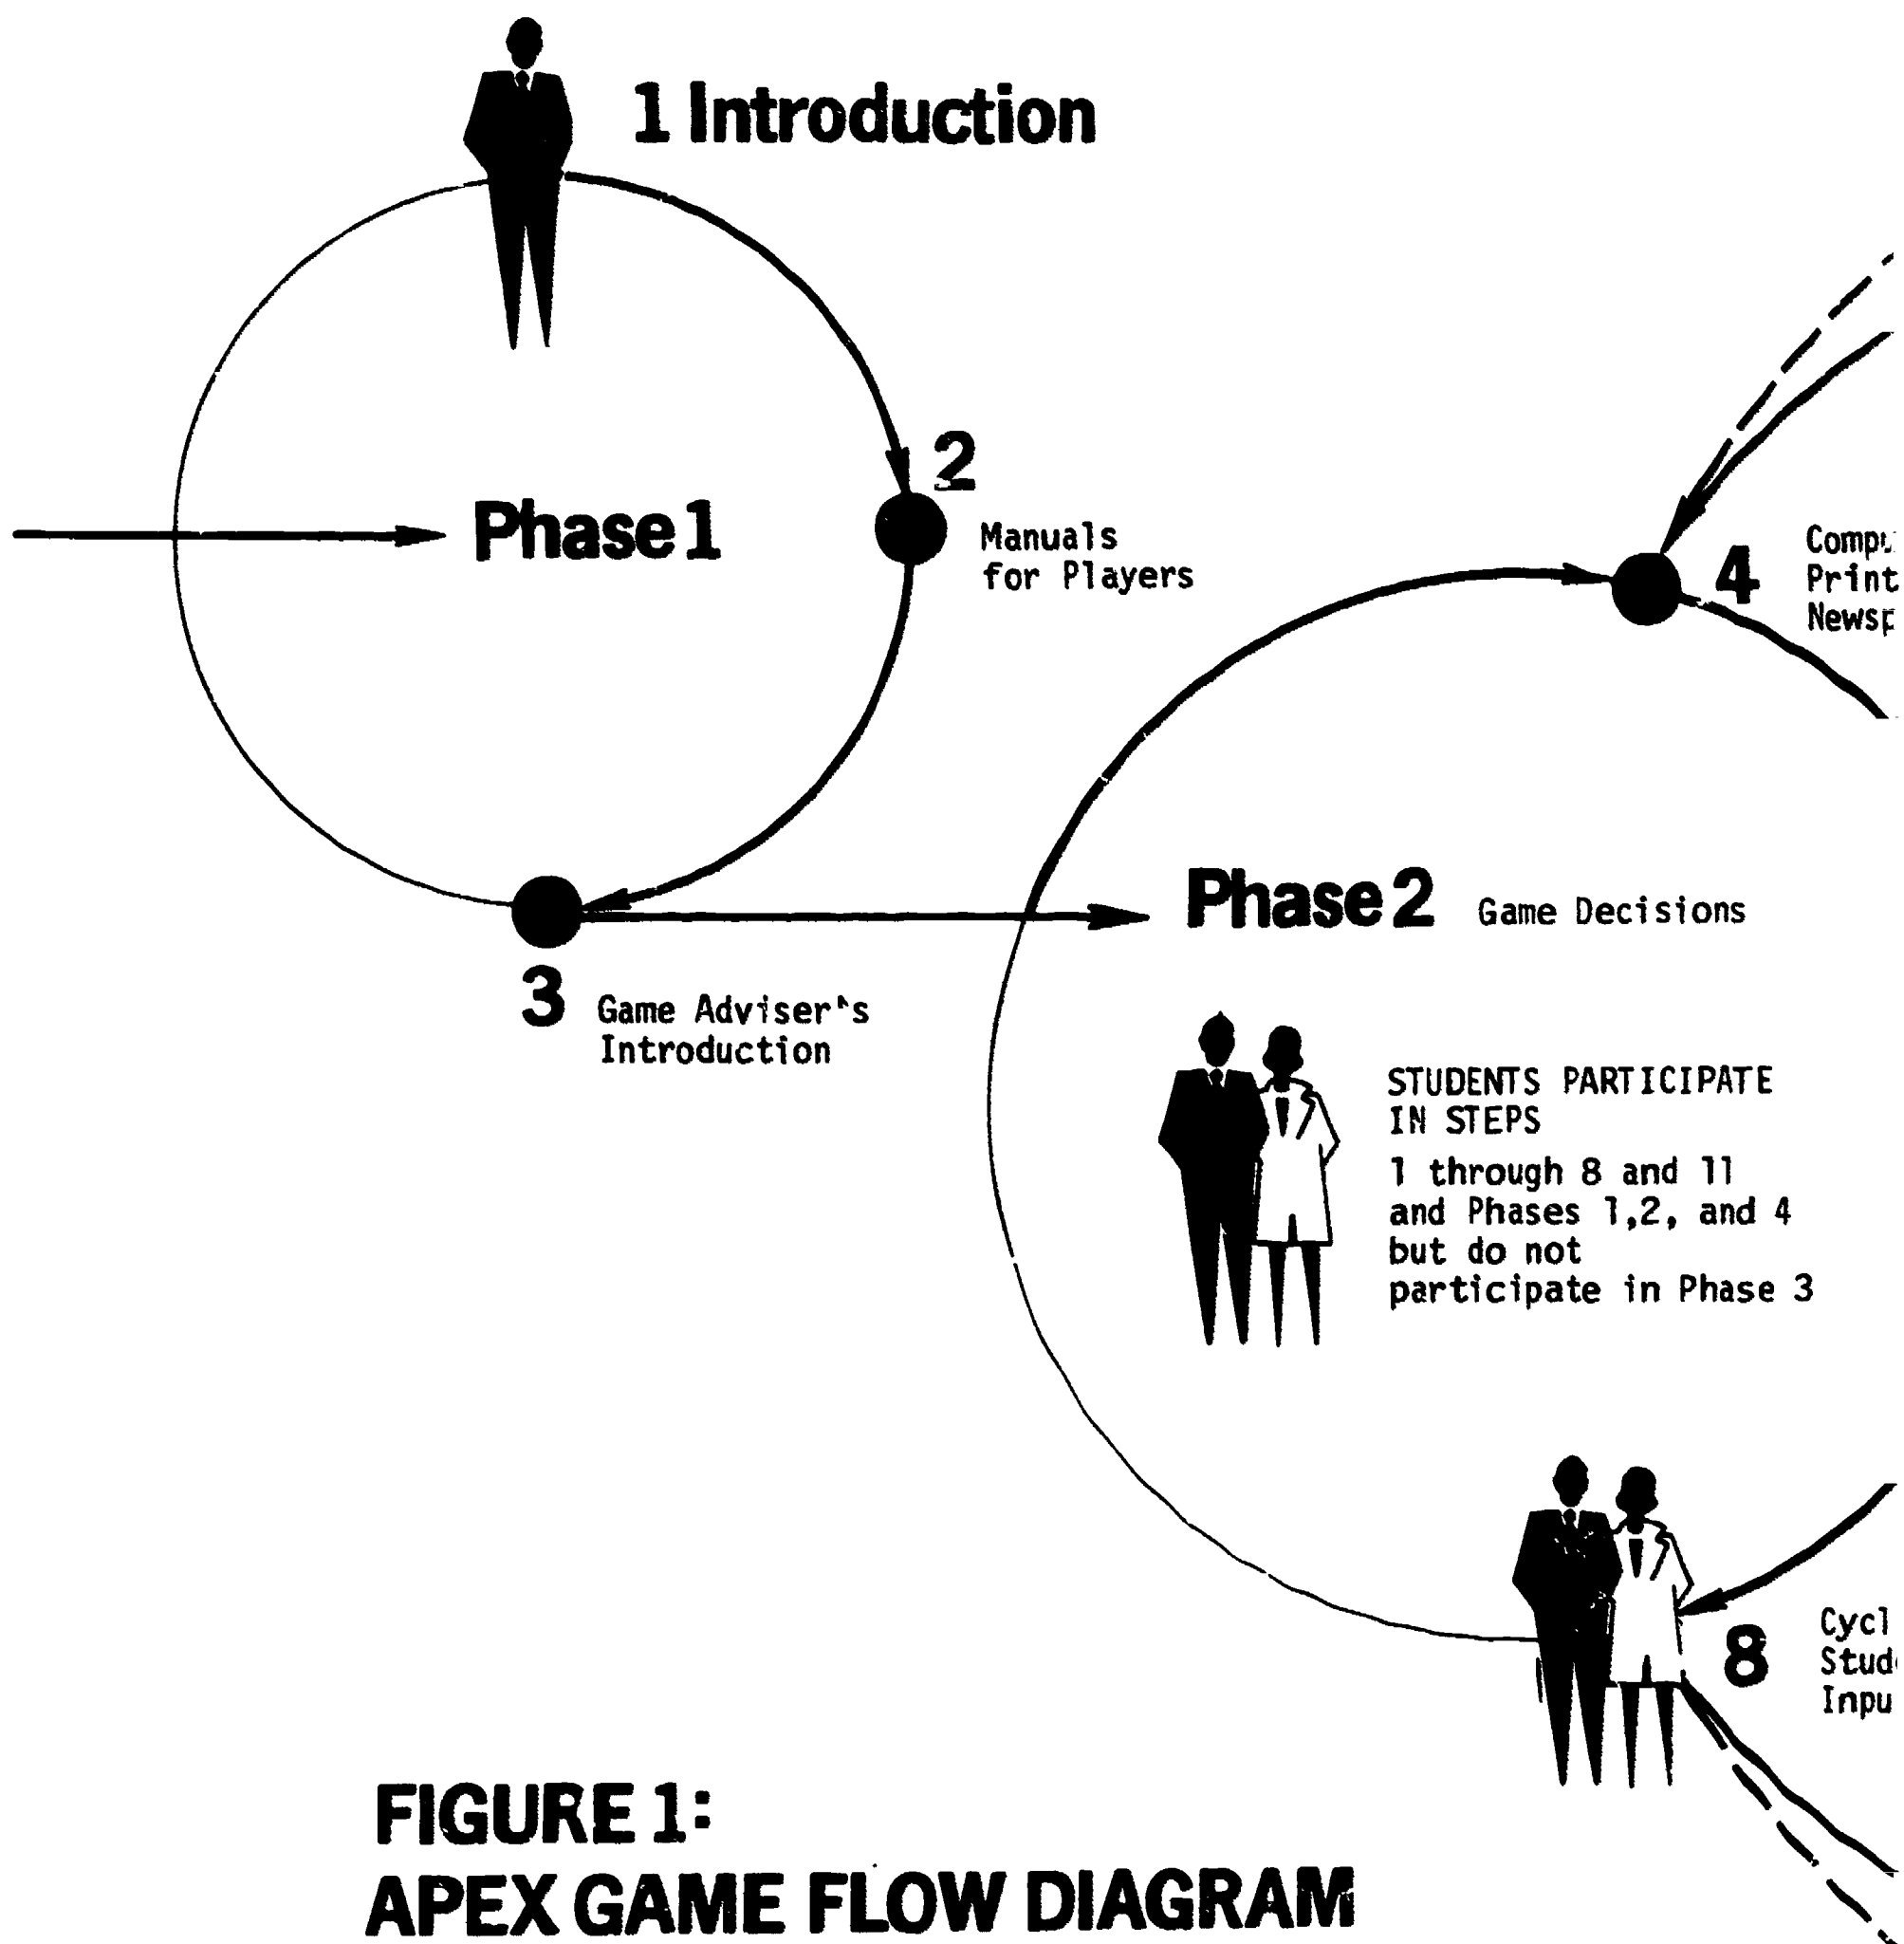 1 Introduction
Phase 1
2
Manuals
for Players
4
Print
3
Game Adviser's
Introduction
Phase 2 Game Decisions
STUDENTS PARTICIPATE
IN STEPS
1 through 8 and 11
and Phases 1,2, and 4
but do not
participate in Phase 3
8
FIGURE 1:
APEX GAME FLOW DIAGRAM